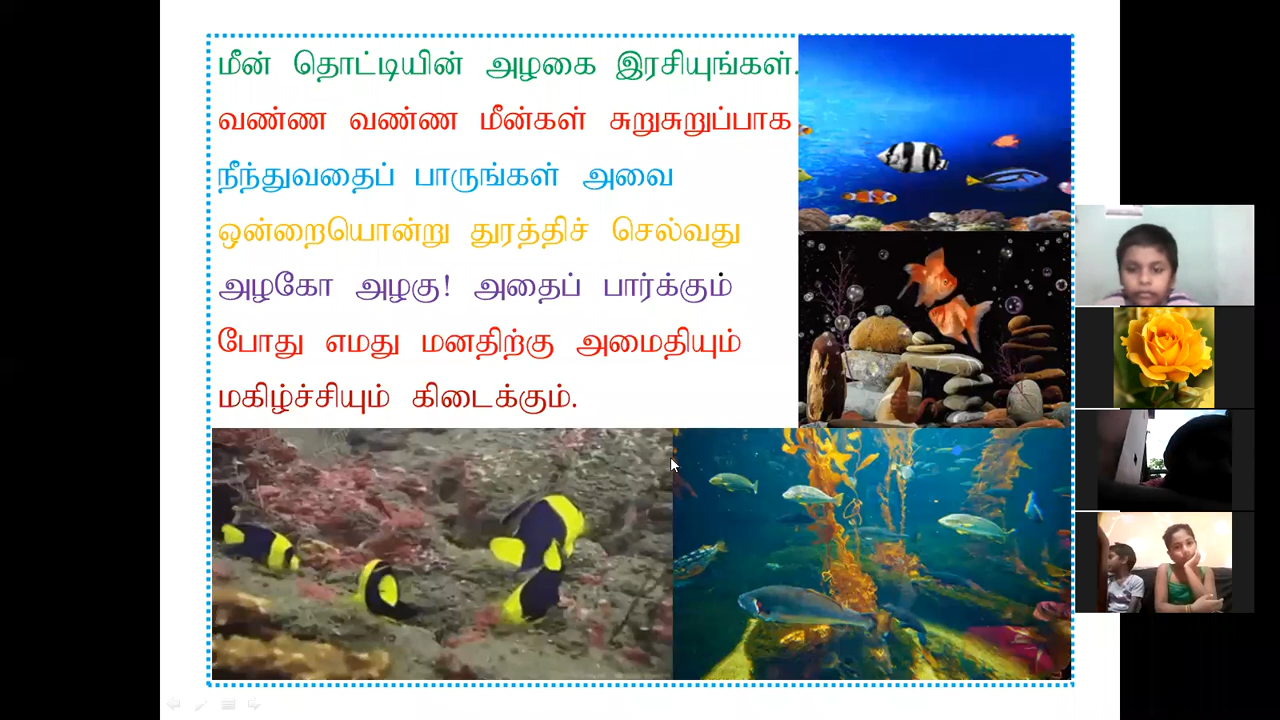 மீன் தொட்டியின் அழகை இரசியுங்கள்.
வண்ண வண்ண மீன்கள் சுறுசுறுப்பாக
நீந்துவதைப் பாருங்கள் அவை
ஒன்றையொன்று துரத்திச் செல்வது
அழகோ அழகு! அதைப் பார்க்கும்
போது எமது மனதிற்கு அமைதியும்
மகிழ்ச்சியும் கிடைக்கும்.